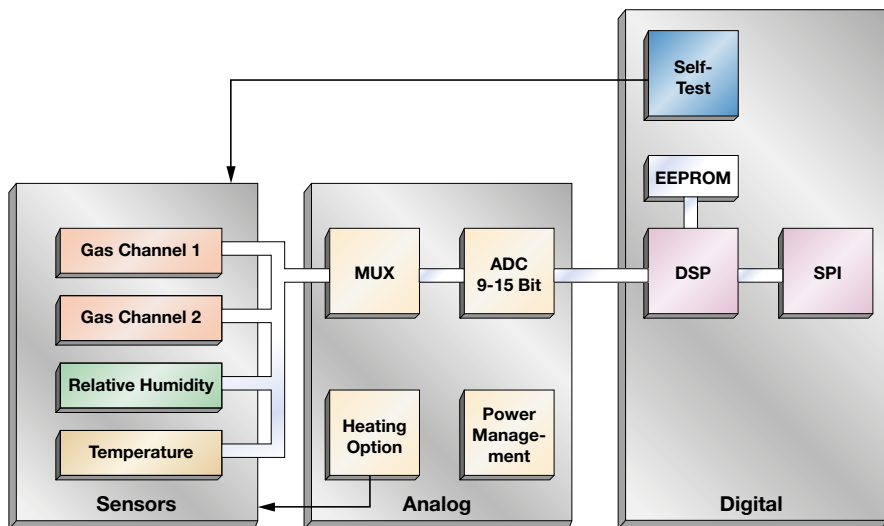 Self-
Test
EEPROM
Gas Channel 1
Gas Channel 2
Relative Humidity
Temperature
Sensors
MUX
ADC
9-15 Bit
Heating
Option
Power
Manage-
ment
Analog
DSP
SPI
Digital